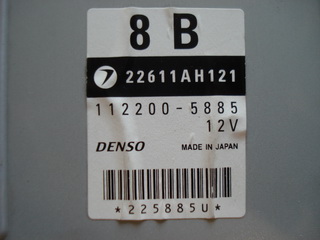 8 B
22611AH121
112200-5885
12V
DENSO MADE IN JAPAN
*225885U*